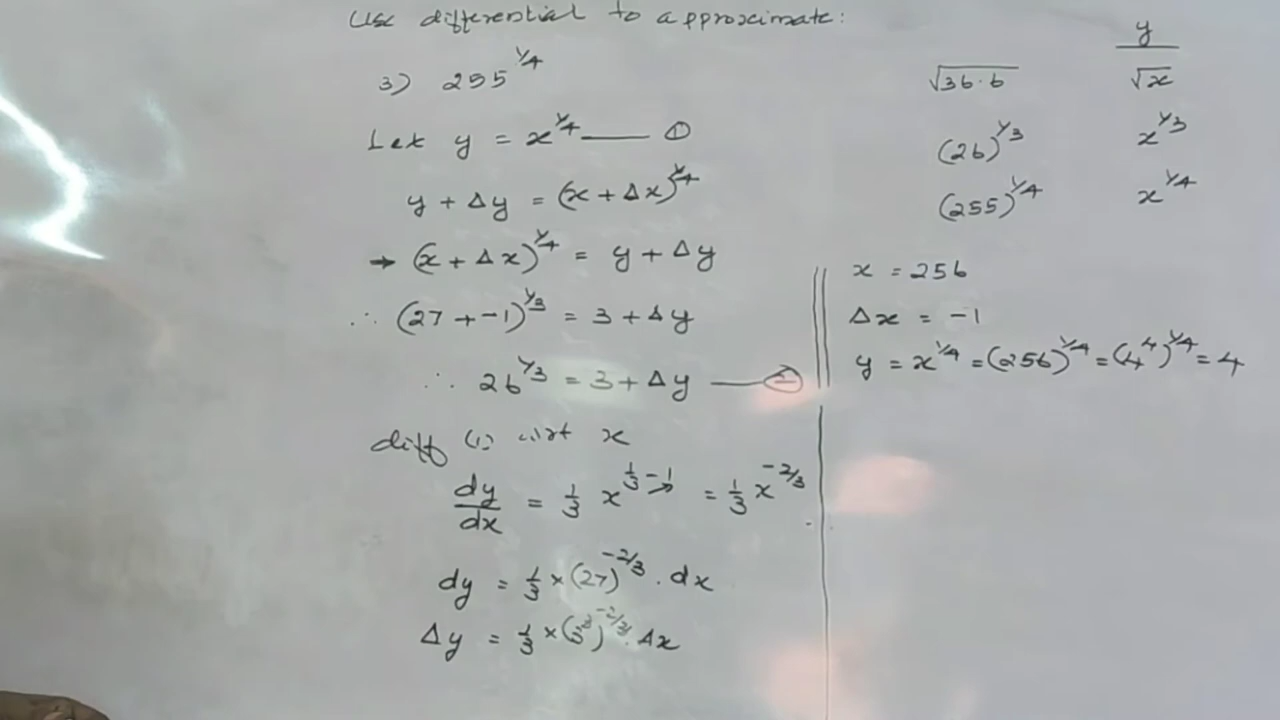 Use differential to approximate:
3) 255^1/4
Let y = x^1/4 —— ①
y + Δy = (x + Δx)^1/4
→ (x + Δx)^1/4 = y + Δy
∴ (27 + -1)^1/3 = 3 + Δy
∴ 26^1/3 = 3 + Δy —— ②
diff (1) w.r.t x
dy/dx = 1/3 x^(1/3 - 1) = 1/3 x^-2/3
dy = 1/3 × (27)^-2/3 . dx
Δy = 1/3 × (3^3)^-2/3 . Δx
y
√36.6 √x
(26)^1/3 x^1/3
(255)^1/4 x^1/4
x = 256
Δx = -1
y = x^1/4 = (256)^1/4 = (4^4)^1/4 = 4